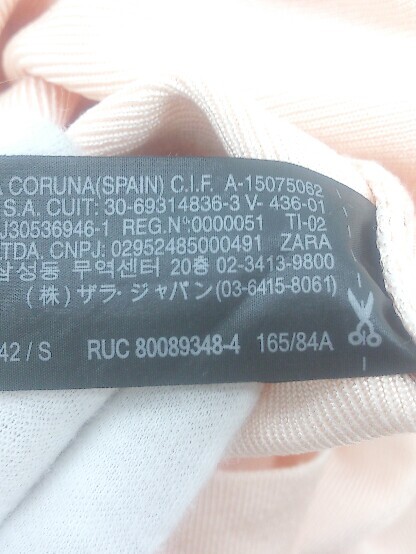 A CORUNA(SPAIN) C.I.F. A-15075062
S.A. CUIT: 30-69314836-3 V- 436-01
J30536946-1 REG.Nº:0000051 TI-02
LTDA. CNPJ: 02952485000491 ZARA
삼성동 무역센터 20층 02-3413-9800
(株) ザラ・ジャパン (03-6415-8061)
42 / S RUC 80089348-4 165/84A